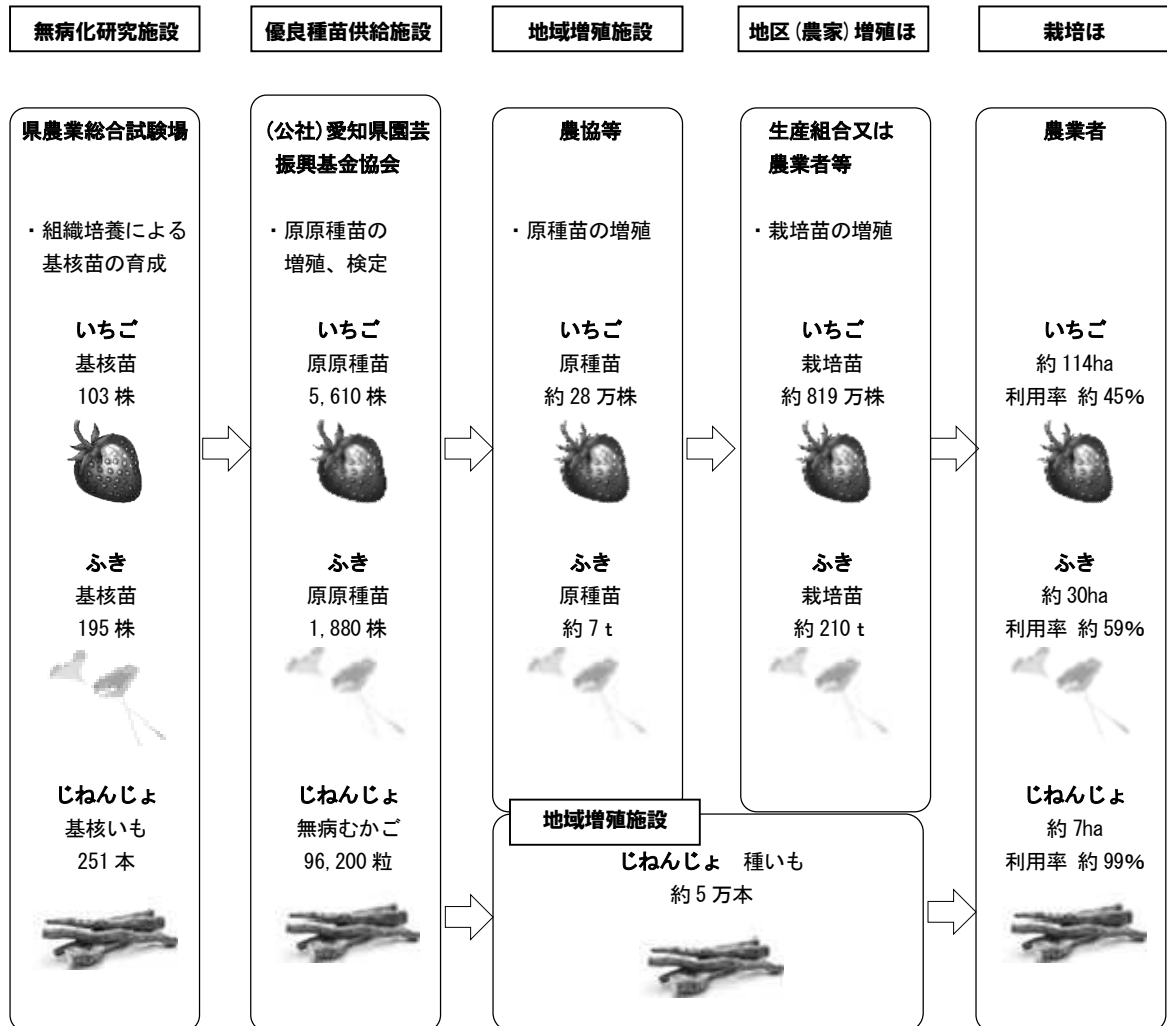 無病化研究施設
優良種苗供給施設
地域増殖施設
地区(農家)増殖ほ
栽培ほ
県農業総合試験場
・組織培養による
基核苗の育成
いちご
基核苗
103 株
ふき
基核苗
195 株
じねんじょ
基核いも
251 本
(公社)愛知県園芸
振興基金協会
・原原種苗の
増殖、検定
いちご
原原種苗
5,610 株
ふき
原原種苗
1,880 株
じねんじょ
無病むかご
96,200 粒
農協等
・原種苗の増殖
いちご
原種苗
約 28 万株
ふき
原種苗
約 7 t
生産組合又は
農業者等
・栽培苗の増殖
いちご
栽培苗
約 819 万株
ふき
栽培苗
約 210 t
地域増殖施設
じねんじょ 種いも
約 5 万本
農業者
いちご
約 114ha
利用率 約 45%
ふき
約 30ha
利用率 約 59%
じねんじょ
約 7ha
利用率 約 99%